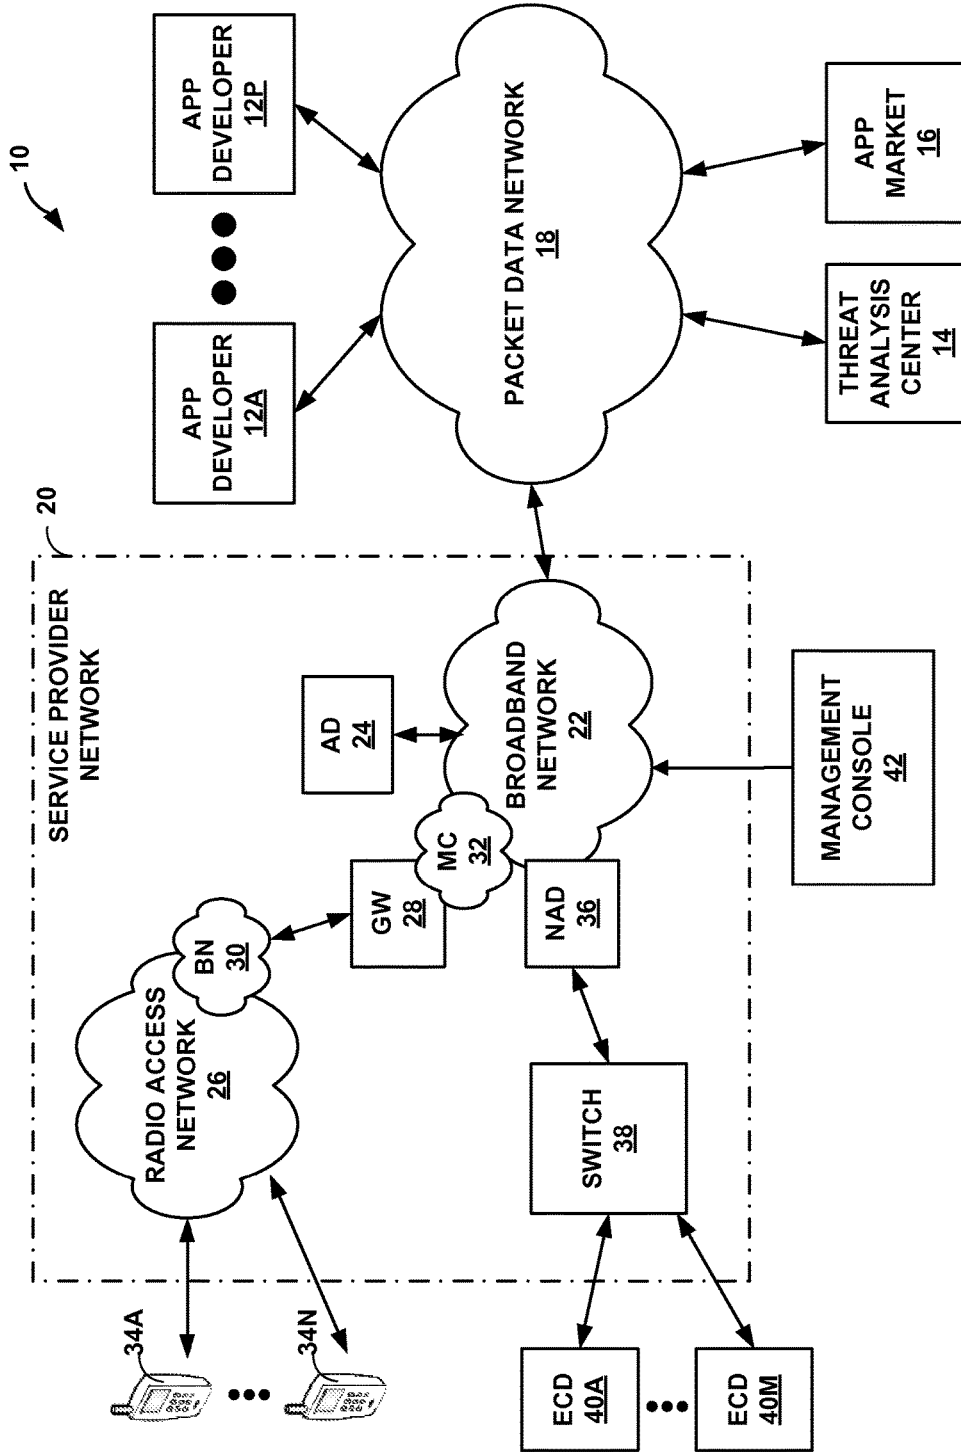 10
APP
DEVELOPER
12A
APP
DEVELOPER
12P
PACKET DATA NETWORK
18
THREAT
ANALYSIS
CENTER
14
APP
MARKET
16
20
SERVICE PROVIDER
NETWORK
AD
24
BROADBAND
NETWORK
22
MC
32
GW
28
BN
30
RADIO ACCESS
NETWORK
26
NAD
36
SWITCH
38
MANAGEMENT
CONSOLE
42
34A
34N
ECD
40A
ECD
40M